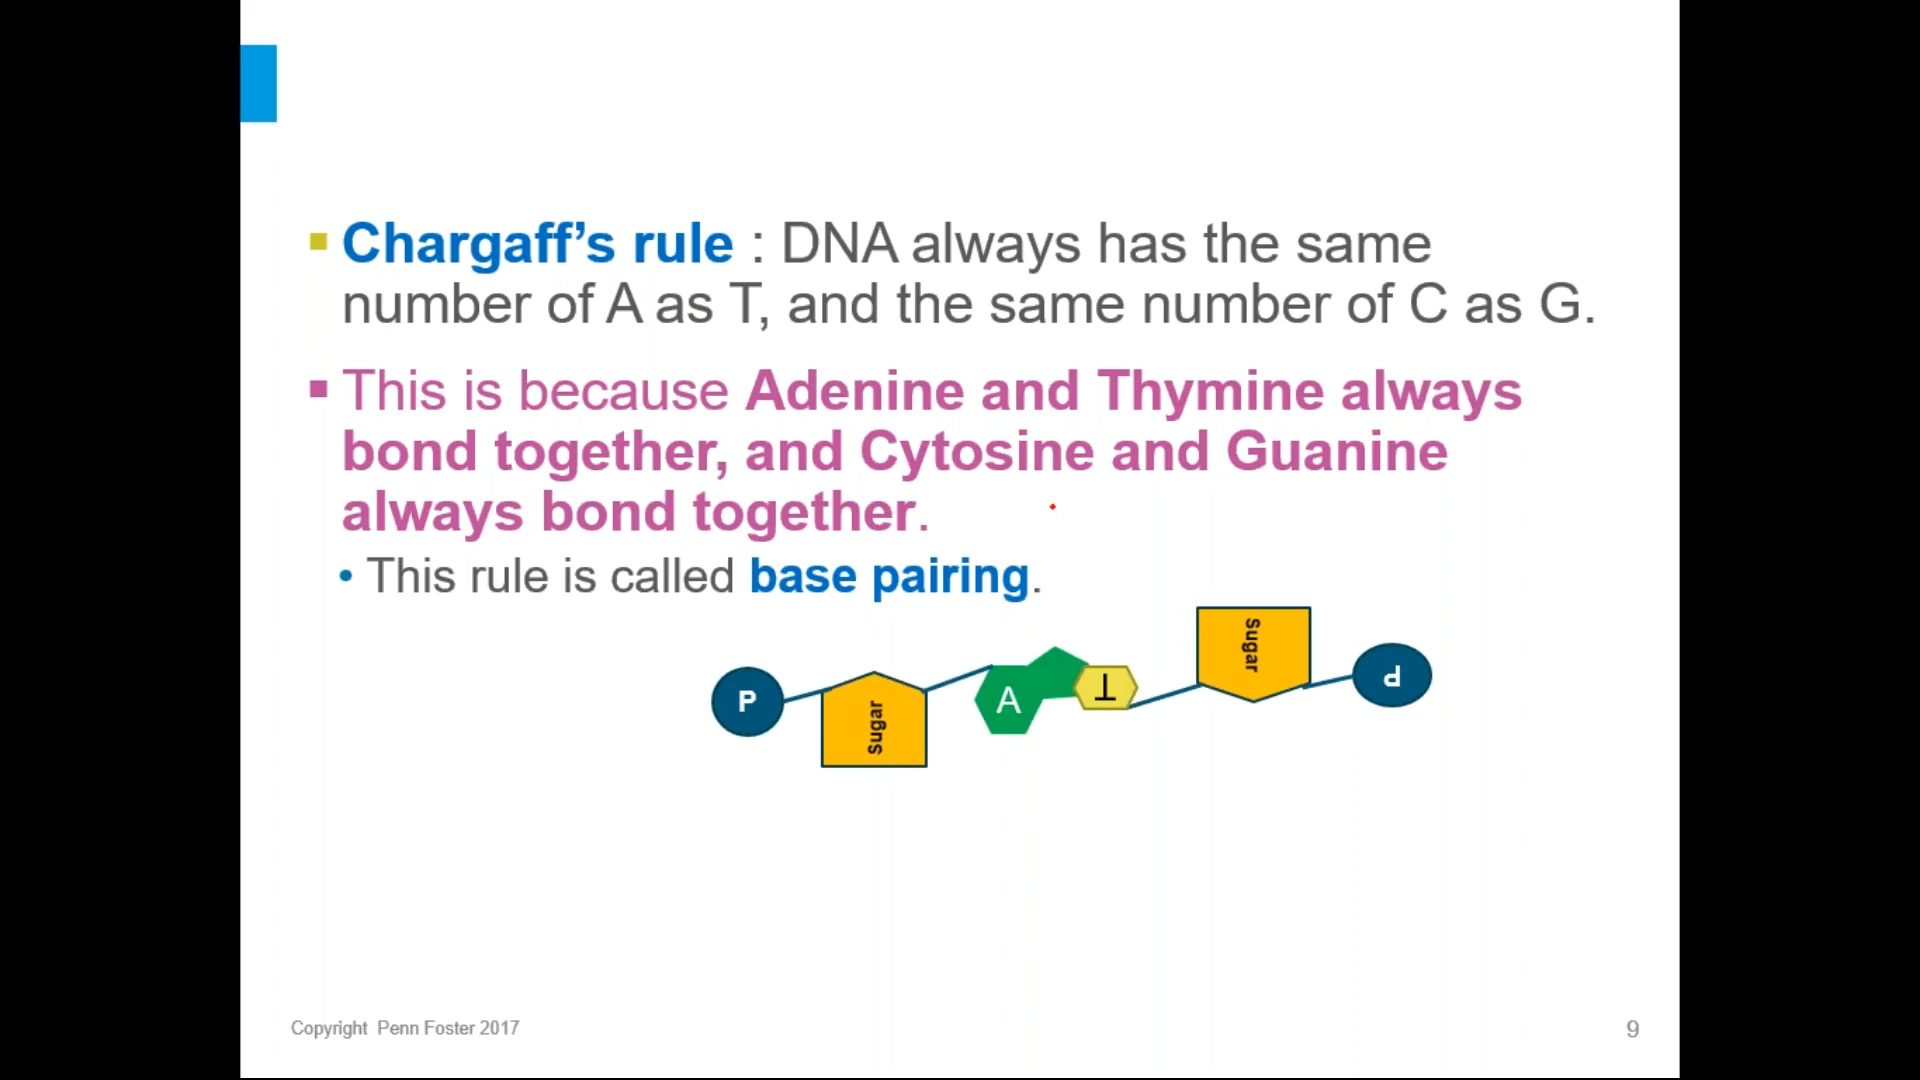 Chargaff’s rule : DNA always has the same
number of A as T, and the same number of C as G.
This is because Adenine and Thymine always
bond together, and Cytosine and Guanine
always bond together.
• This rule is called base pairing.
P
Sugar
A
T
Sugar
P
Copyright Penn Foster 2017
9